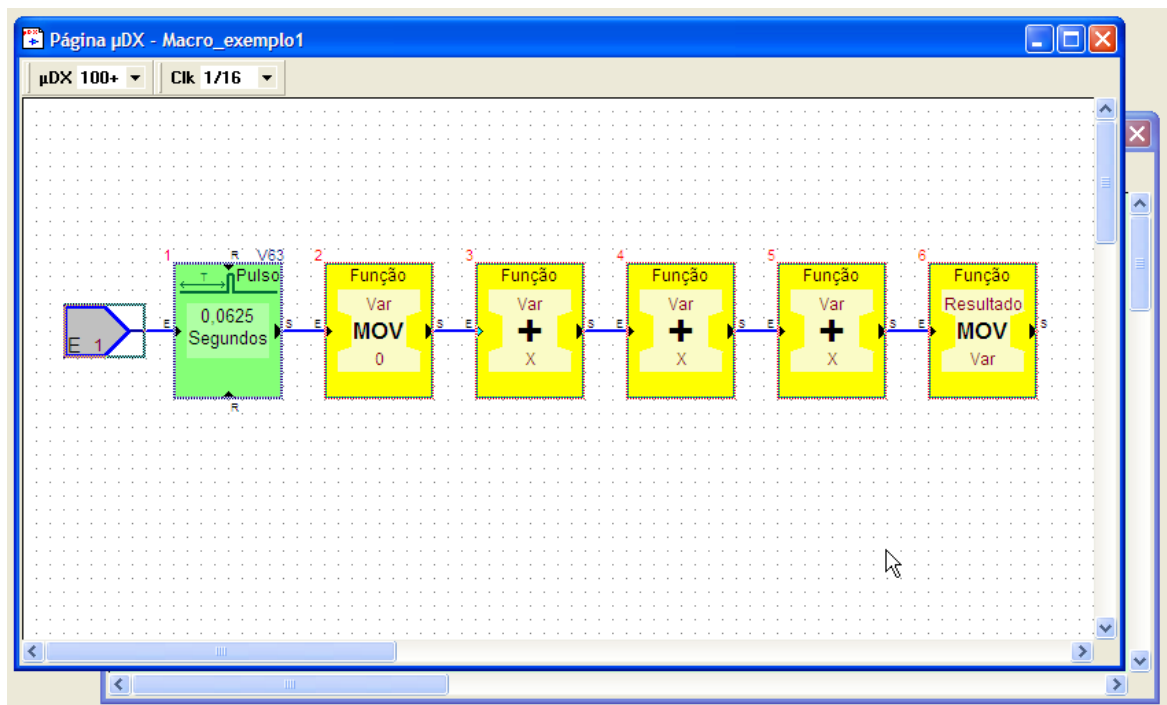 Página µDX - Macro_exemplo1
µDX 100+ Clk 1/16
1 R V63 2 3 4 5 6
T Pulso Função Função Função Função Função
Var Var Var Var Resultado
0,0625
E Segundos S E MOV S E + S E + S E + S E MOV S
E 1
0 X X X Var
R